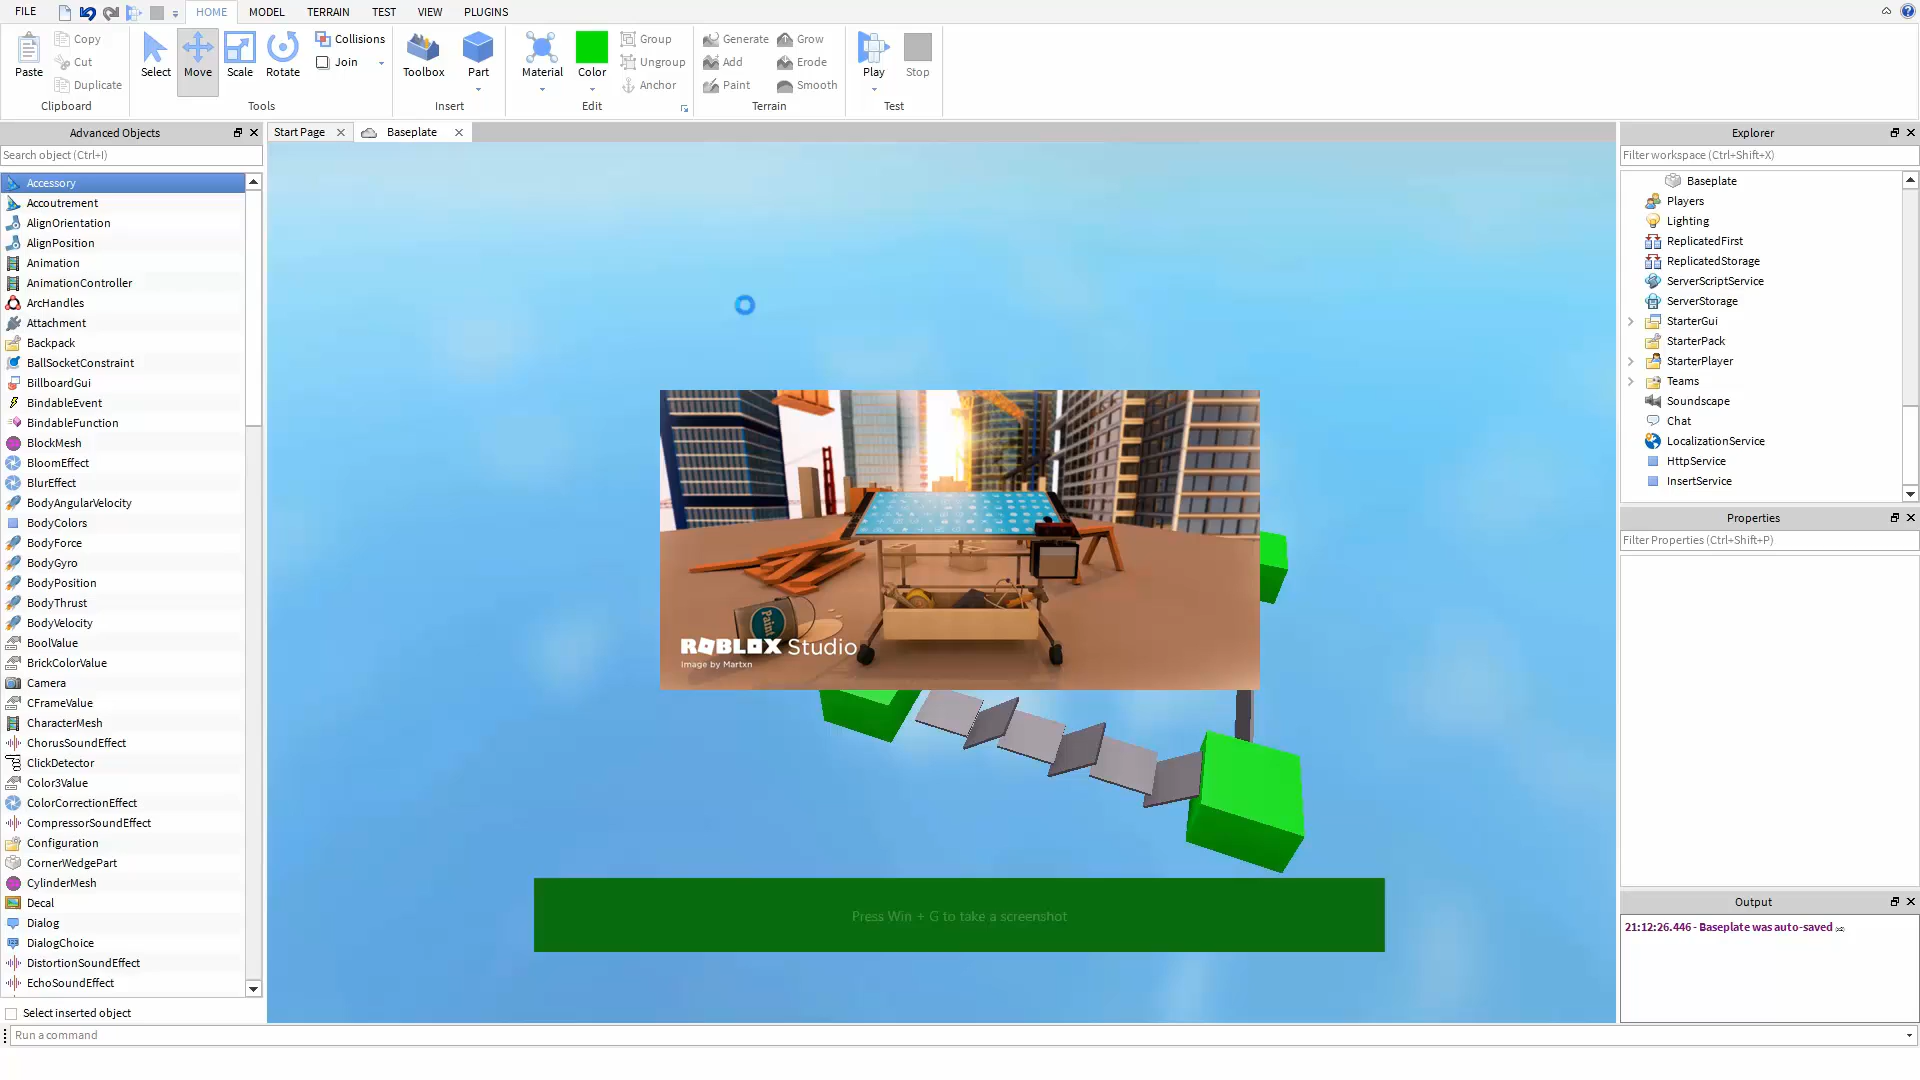 FILE
HOME
MODEL
TERRAIN
TEST
VIEW
PLUGINS
Paste
Copy
Cut
Duplicate
Clipboard
Select
Move
Scale
Rotate
Collisions
Join
Tools
Toolbox
Part
Insert
Material
Color
Group
Ungroup
Anchor
Edit
Generate
Add
Paint
Grow
Erode
Smooth
Terrain
Play
Stop
Test
Advanced Objects
Search object (Ctrl+I)
Accessory
Accoutrement
AlignOrientation
AlignPosition
Animation
AnimationController
ArcHandles
Attachment
Backpack
BallSocketConstraint
BillboardGui
BindableEvent
BindableFunction
BlockMesh
BloomEffect
BlurEffect
BodyAngularVelocity
BodyColors
BodyForce
BodyGyro
BodyPosition
BodyThrust
BodyVelocity
BoolValue
BrickColorValue
Camera
CFrameValue
CharacterMesh
ChorusSoundEffect
ClickDetector
Color3Value
ColorCorrectionEffect
CompressorSoundEffect
Configuration
CornerWedgePart
CylinderMesh
Decal
Dialog
DialogChoice
DistortionSoundEffect
EchoSoundEffect
Select inserted object
Run a command
Start Page
Baseplate
Paint
ROBLOX Studio
Image by Martxn
Press Win + G to take a screenshot
Explorer
Filter workspace (Ctrl+Shift+X)
Baseplate
Players
Lighting
ReplicatedFirst
ReplicatedStorage
ServerScriptService
ServerStorage
StarterGui
StarterPack
StarterPlayer
Teams
Soundscape
Chat
LocalizationService
HttpService
InsertService
Properties
Filter Properties (Ctrl+Shift+P)
Output
21:12:26.446 - Baseplate was auto-saved